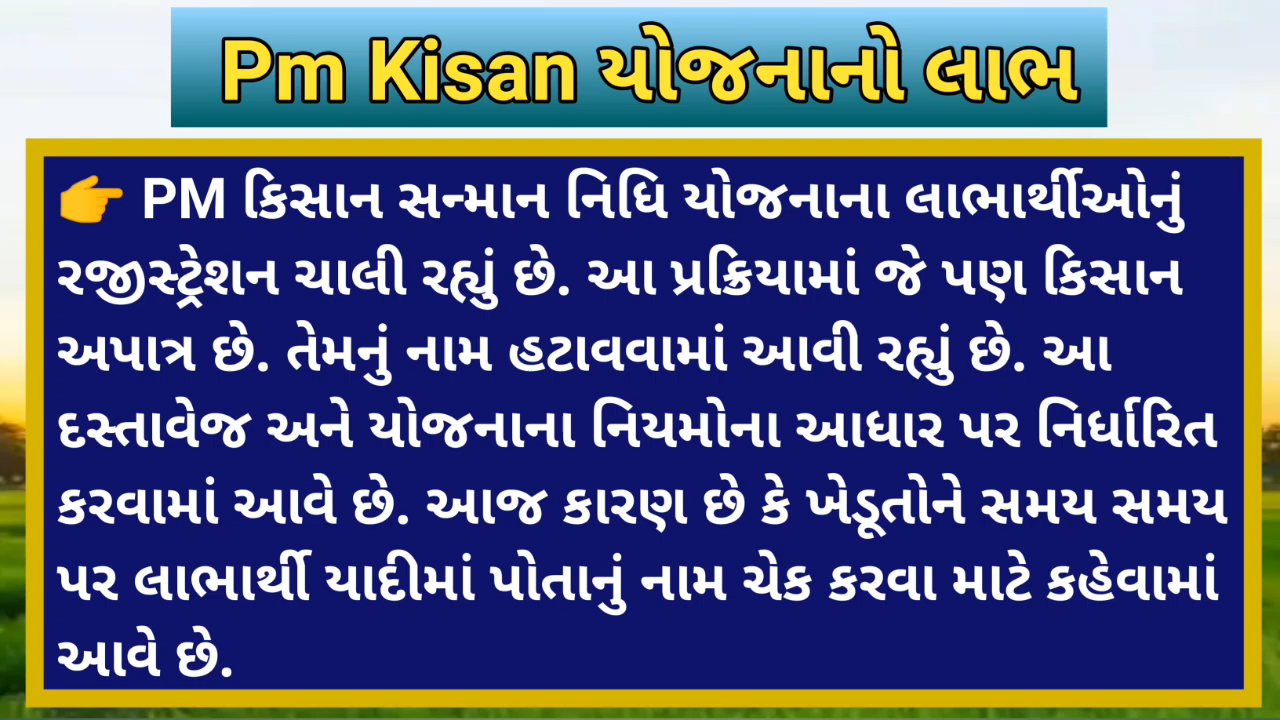 Pm Kisan યોજનાનો લાભ
👉 PM કિસાન સન્માન નિધિ યોજનાના લાભાર્થીઓનું
રજીસ્ટ્રેશન ચાલી રહ્યું છે. આ પ્રક્રિયામાં જે પણ કિસાન
અપાત્ર છે. તેમનું નામ હટાવવામાં આવી રહ્યું છે. આ
દસ્તાવેજ અને યોજનાના નિયમોના આધાર પર નિર્ધારિત
કરવામાં આવે છે. આજ કારણ છે કે ખેડૂતોને સમય સમય
પર લાભાર્થી યાદીમાં પોતાનું નામ ચેક કરવા માટે કહેવામાં
આવે છે.